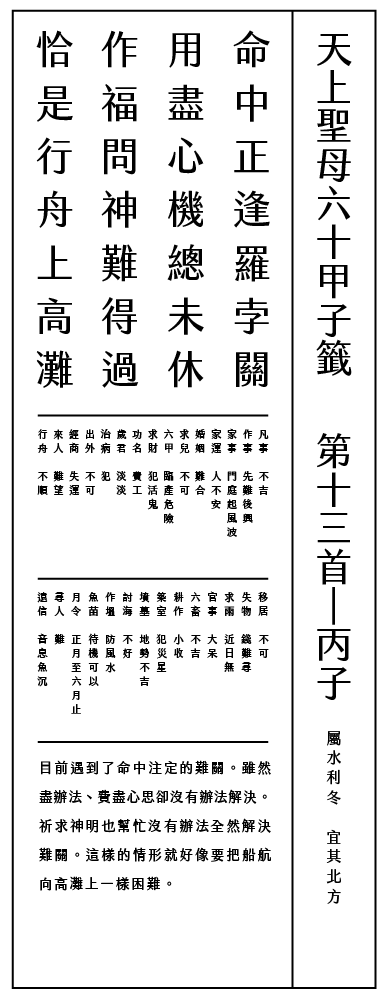 天上聖母六十甲子籤 第十三首｜丙子
屬水利冬 宜其北方
命中正逢羅孛關
用盡心機總未休
作福問神難得過
恰是行舟上高灘
凡事 不吉
作事 先難後興
家事 門庭起風波
家運 人不安
婚姻 難合
求兒 不可
六甲 臨產危險
求財 犯活鬼
功名 費工
歲君 淡淡
治病 犯
出外 不可
經商 失運
來人 難望
行舟 不順
移居 不可
失物 錢難尋
求雨 近日無
官事 大呆
六畜 不吉
耕作 小收
築室 犯災星
墳墓 地勢不吉
討海 不好
作塭 防風水
魚苗 待機可以
月令 正月至六月止
尋人 難
遠信 音息魚沉
目前遇到了命中注定的難關。雖然
盡辦法、費盡心思卻沒有辦法解決。
祈求神明也幫忙沒有辦法全然解決
難關。這樣的情形就好像要把船航
向高灘上一樣困難。